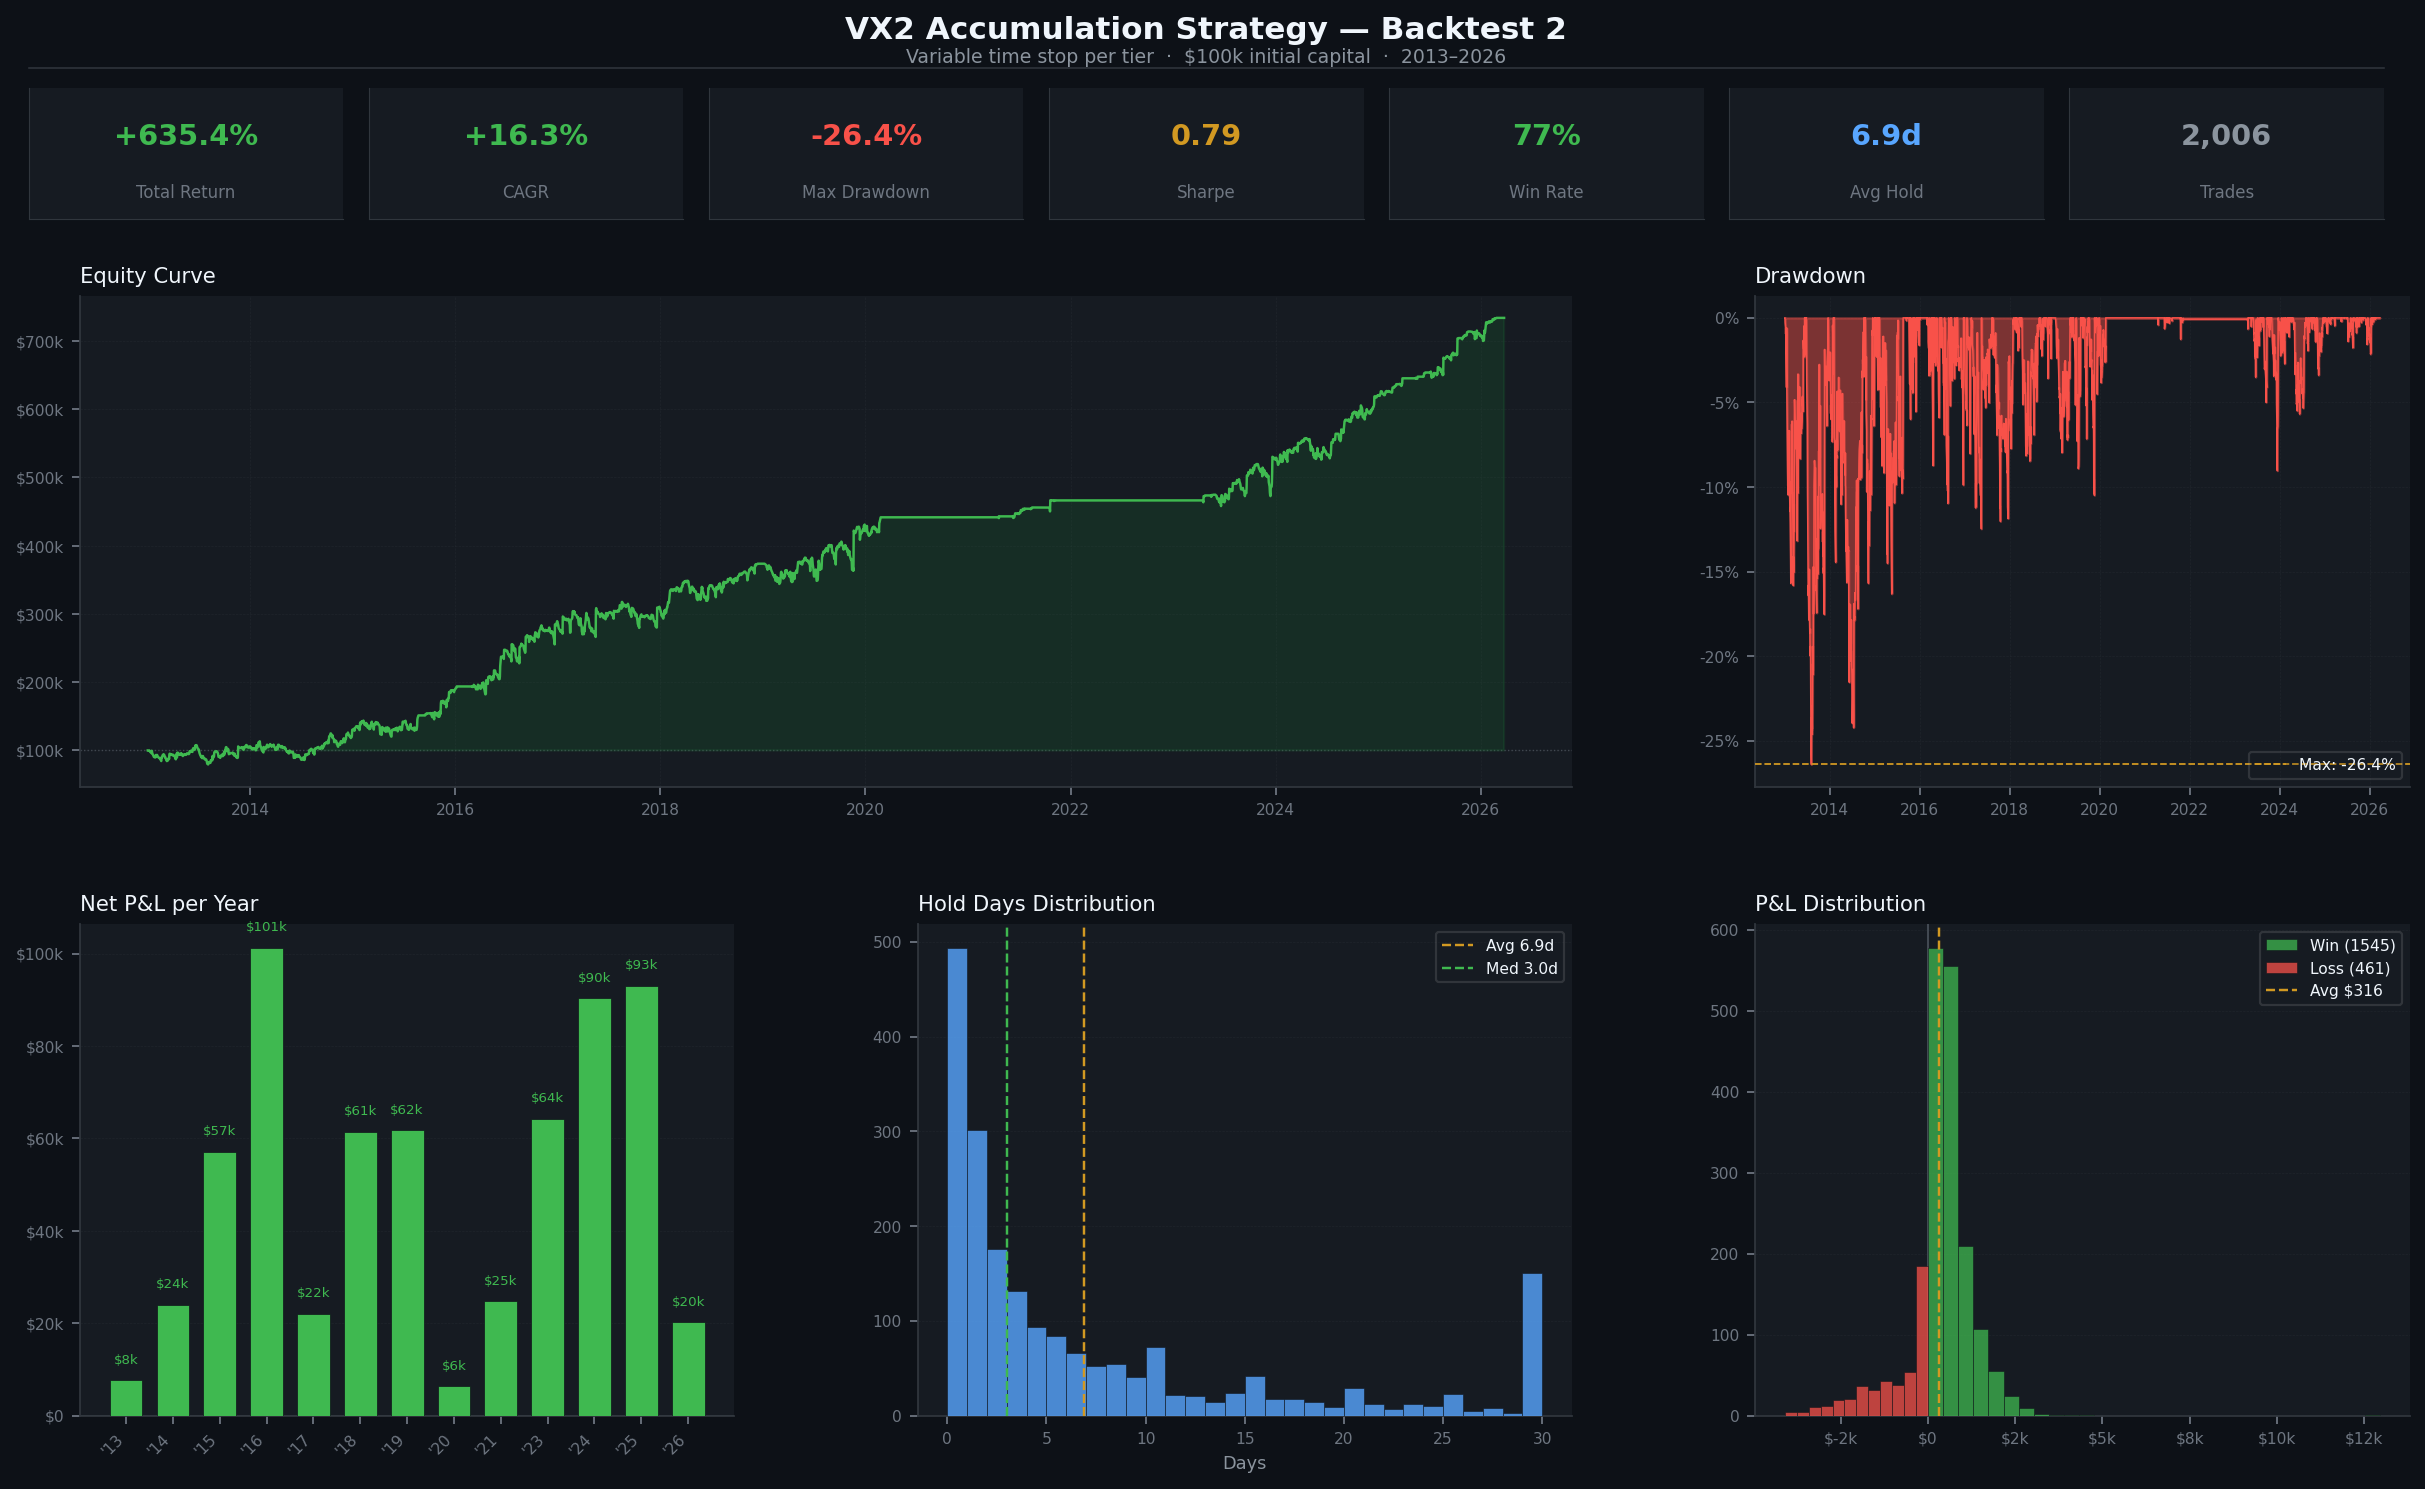 VX2 Accumulation Strategy — Backtest 2
Variable time stop per tier · $100k initial capital · 2013–2026
+635.4%
Total Return
+16.3%
CAGR
-26.4%
Max Drawdown
0.79
Sharpe
77%
Win Rate
6.9d
Avg Hold
2,006
Trades
Equity Curve
$700k
$600k
$500k
$400k
$300k
$200k
$100k
2014 2016 2018 2020 2022 2024 2026
Drawdown
0%
-5%
-10%
-15%
-20%
-25%
Max: -26.4%
2014 2016 2018 2020 2022 2024 2026
Net P&L per Year
$100k
$80k
$60k
$40k
$20k
$0
$8k
$24k
$57k
$101k
$22k
$61k
$62k
$6k
$25k
$64k
$90k
$93k
$20k
'13 '14 '15 '16 '17 '18 '19 '20 '21 '23 '24 '25 '26
Hold Days Distribution
500
400
300
200
100
0
Avg 6.9d
Med 3.0d
0 5 10 15 20 25 30
Days
P&L Distribution
600
500
400
300
200
100
0
Win (1545)
Loss (461)
Avg $316
$-2k $0 $2k $5k $8k $10k $12k